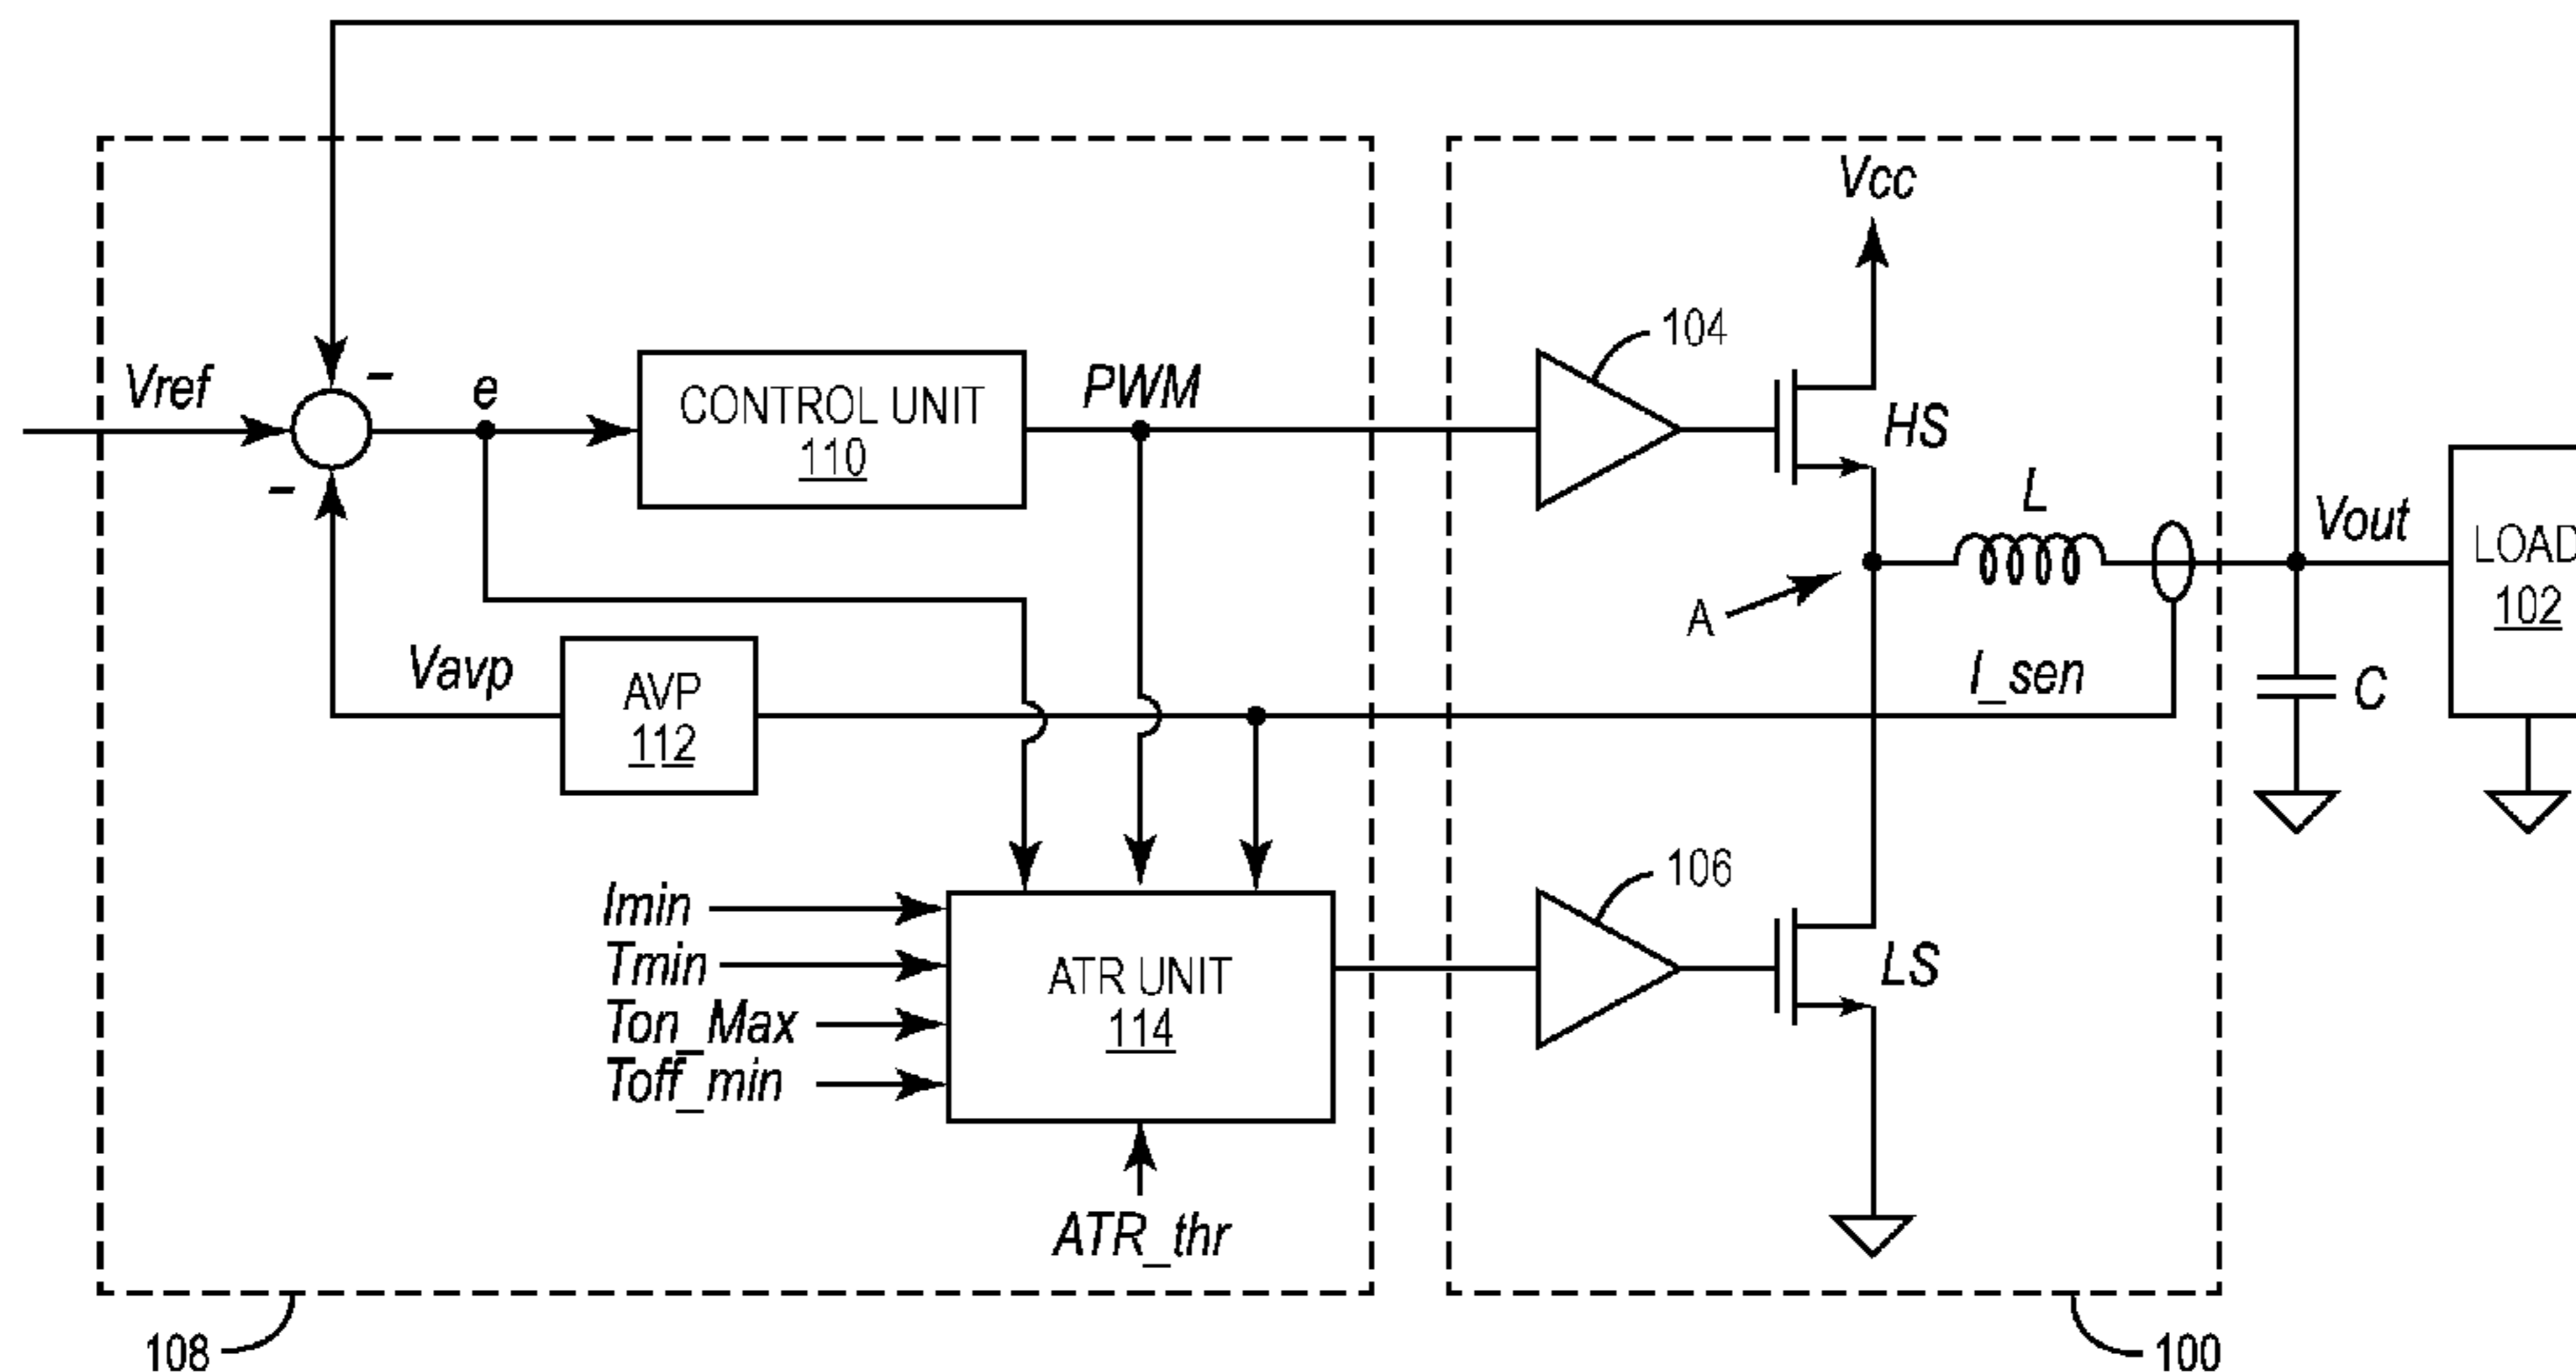 Vcc
104
Vref
–
e
CONTROL UNIT
110
PWM
HS
–
L
Vout
LOAD
102
A
Vavp
AVP
112
I_sen
C
106
Imin
Tmin
Ton_Max
Toff_min
ATR UNIT
114
LS
ATR_thr
108
100